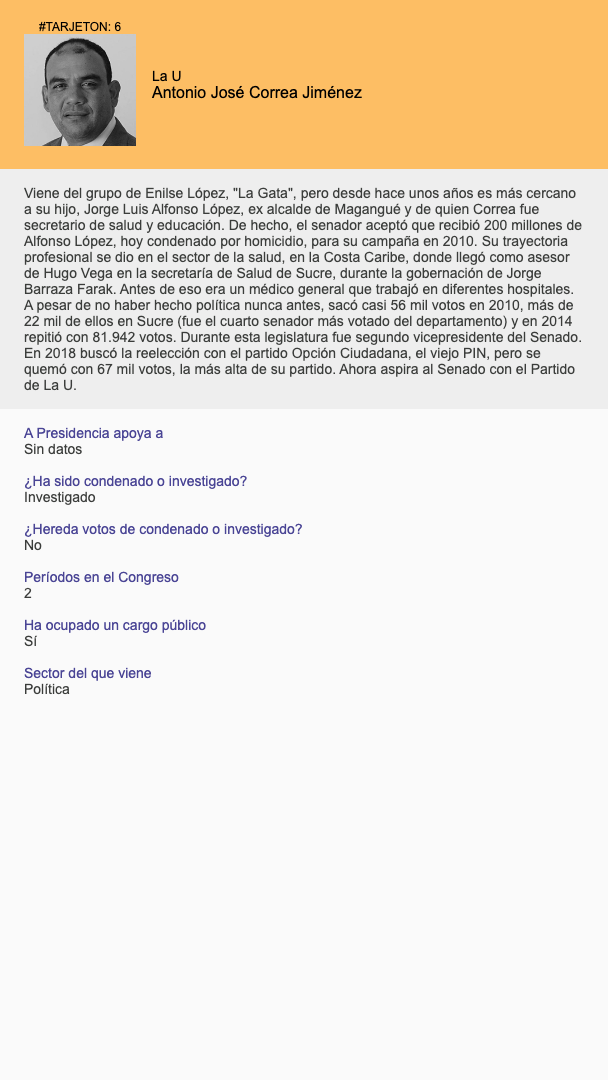 #TARJETON: 6
La U
Antonio José Correa Jiménez
Viene del grupo de Enilse López, "La Gata", pero desde hace unos años es más cercano
a su hijo, Jorge Luis Alfonso López, ex alcalde de Magangué y de quien Correa fue
secretario de salud y educación. De hecho, el senador aceptó que recibió 200 millones de
Alfonso López, hoy condenado por homicidio, para su campaña en 2010. Su trayectoria
profesional se dio en el sector de la salud, en la Costa Caribe, donde llegó como asesor
de Hugo Vega en la secretaría de Salud de Sucre, durante la gobernación de Jorge
Barraza Farak. Antes de eso era un médico general que trabajó en diferentes hospitales.
A pesar de no haber hecho política nunca antes, sacó casi 56 mil votos en 2010, más de
22 mil de ellos en Sucre (fue el cuarto senador más votado del departamento) y en 2014
repitió con 81.942 votos. Durante esta legislatura fue segundo vicepresidente del Senado.
En 2018 buscó la reelección con el partido Opción Ciudadana, el viejo PIN, pero se
quemó con 67 mil votos, la más alta de su partido. Ahora aspira al Senado con el Partido
de La U.
A Presidencia apoya a
Sin datos
¿Ha sido condenado o investigado?
Investigado
¿Hereda votos de condenado o investigado?
No
Períodos en el Congreso
2
Ha ocupado un cargo público
Sí
Sector del que viene
Política